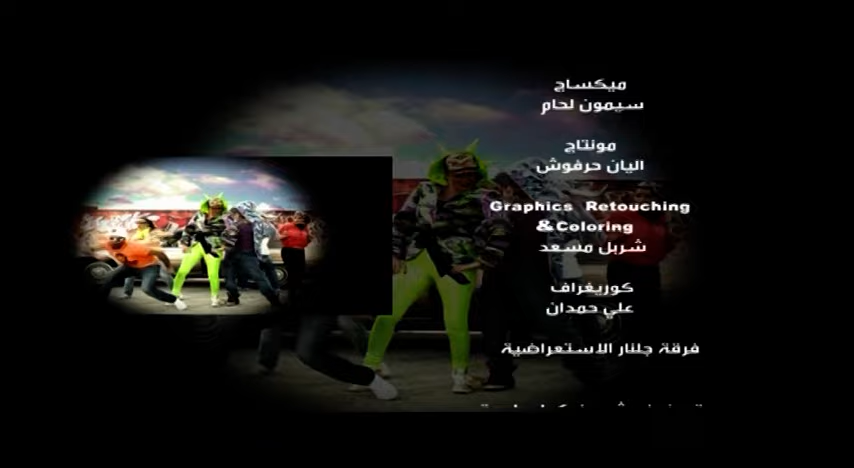 ميكساج
سيمون لحام
مونتاج
اليان حرفوش
Graphics Retouching
&Coloring
شربل مسعد
كوريغراف
علي حمدان
فرقة جلنار الاستعراضية